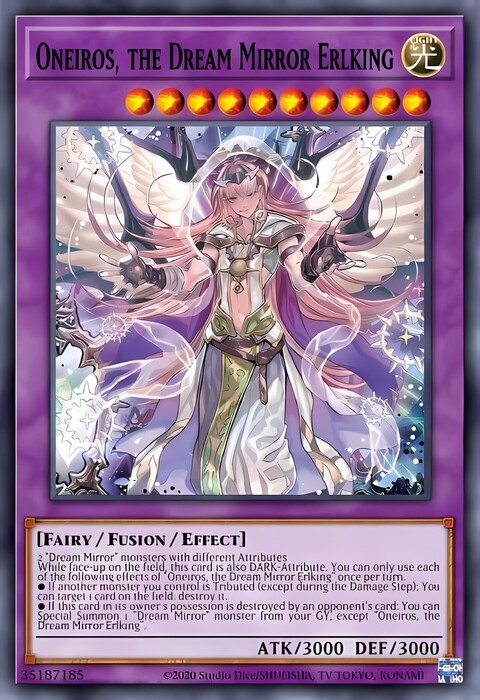 ONEIROS, THE DREAM MIRROR ERLKING
LIGHT
光
[FAIRY / FUSION / EFFECT]
2 "Dream Mirror" monsters with different Attributes
While face-up on the field, this card is also DARK-Attribute. You can only use each
of the following effects of "Oneiros, the Dream Mirror Erlking" once per turn.
● If another monster you control is Tributed (except during the Damage Step): You
can target 1 card on the field; destroy it.
● If this card in its owner's possession is destroyed by an opponent's card: You can
Special Summon 1 "Dream Mirror" monster from your GY, except "Oneiros, the
Dream Mirror Erlking".
ATK/3000 DEF/3000
35187185
©2020 Studio Dice/SHUEISHA, TV TOKYO, KONAMI